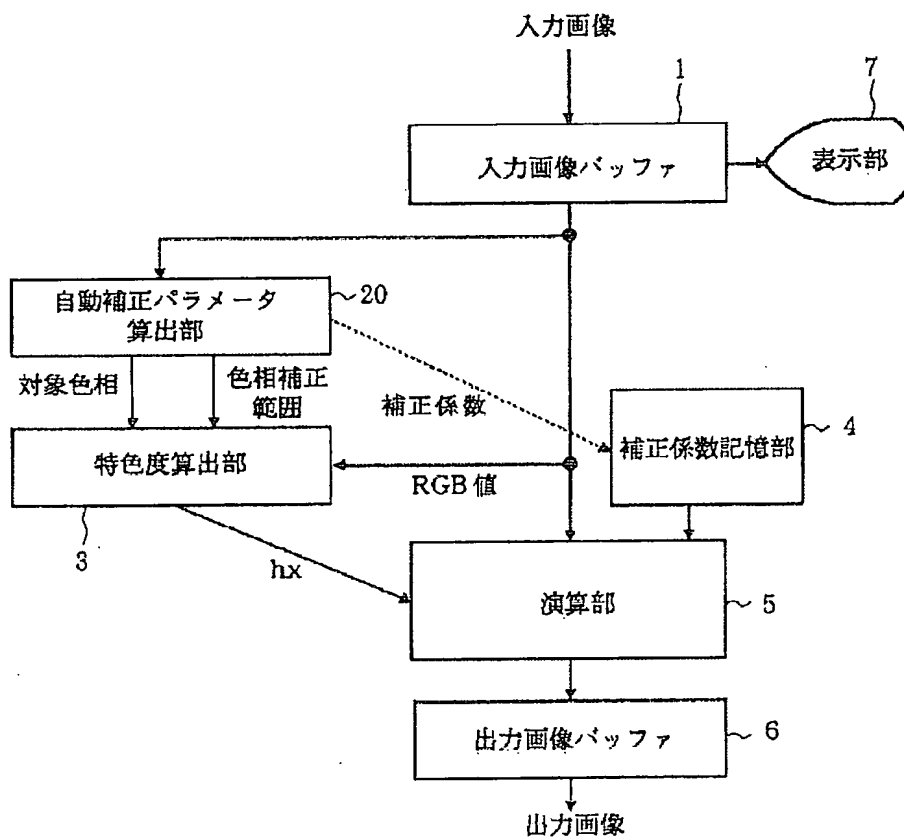 入力画像
1
7
入力画像バッファ
表示部
自動補正パラメータ
算出部
20
対象色相
色相補正
範囲
補正係数
4
補正係数記憶部
特色度算出部
RGB値
3
hx
演算部
5
出力画像バッファ
6
出力画像